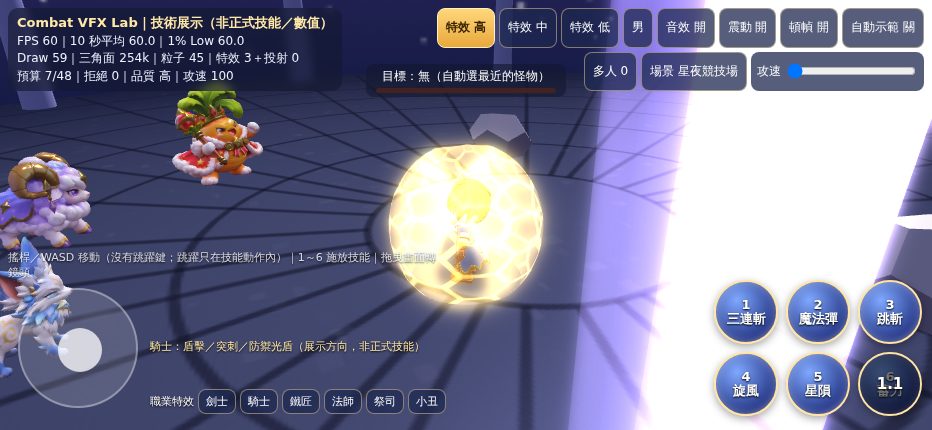 Combat VFX Lab｜技術展示（非正式技能／數值）
FPS 60｜10 秒平均 60.0｜1% Low 60.0
Draw 59｜三角面 254k｜粒子 45｜特效 3＋投射 0
預算 7/48｜拒絕 0｜品質 高｜攻速 100
特效 高
特效 中
特效 低
男
音效 開
震動 開
頓幀 開
自動示範 關
多人 0
場景 星夜競技場
攻速
目標：無（自動選最近的怪物）
搖桿／WASD 移動（沒有跳躍鍵；跳躍只在技能動作內）｜1～6 施放技能｜拖曳畫面轉
鏡頭
騎士：盾擊／突刺／防禦光盾（展示方向，非正式技能）
職業特效
劍士
騎士
鐵匠
法師
祭司
小丑
1
三連斬
2
魔法彈
3
跳斬
4
旋風
5
星隕
6
1.1